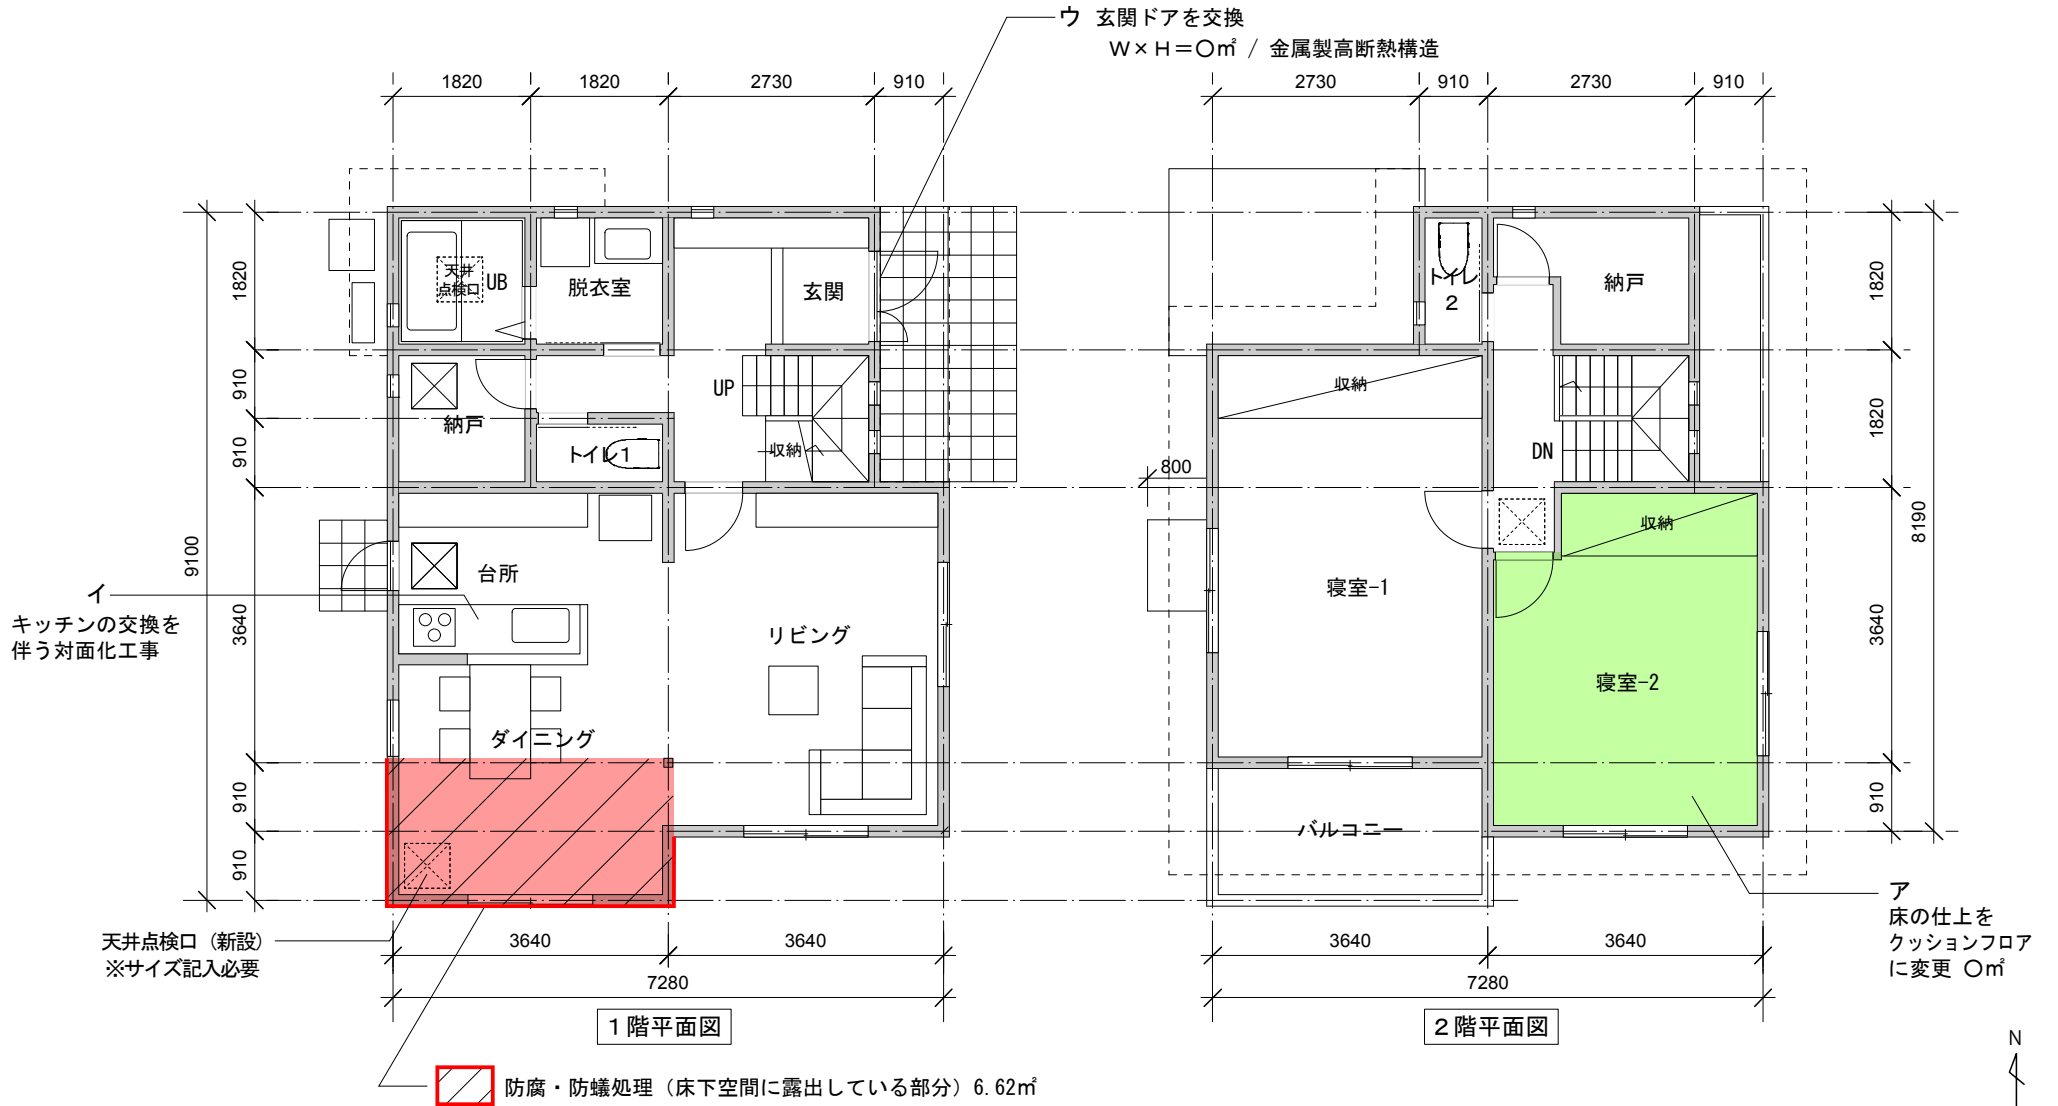 ウ 玄関ドアを交換
W×H=〇㎡ / 金属製高断熱構造
1820 1820 2730 910
2730 910 2730 910
天井
点検口
UB
脱衣室
玄関
トイレ
2
納戸
1820
910
910
3640
910
910
9100
納戸
UP
トイレ1
収納
収納
DN
800
1820
1820
3640
910
8190
台所
リビング
ダイニング
収納
寝室-1
寝室-2
バルコニー
イ
キッチンの交換を
伴う対面化工事
ア
床の仕上を
クッションフロア
に変更 〇㎡
天井点検口（新設）
※サイズ記入必要
3640 3640
7280
3640 3640
7280
1階平面図
2階平面図
N
防腐・防蟻処理（床下空間に露出している部分）6.62㎡